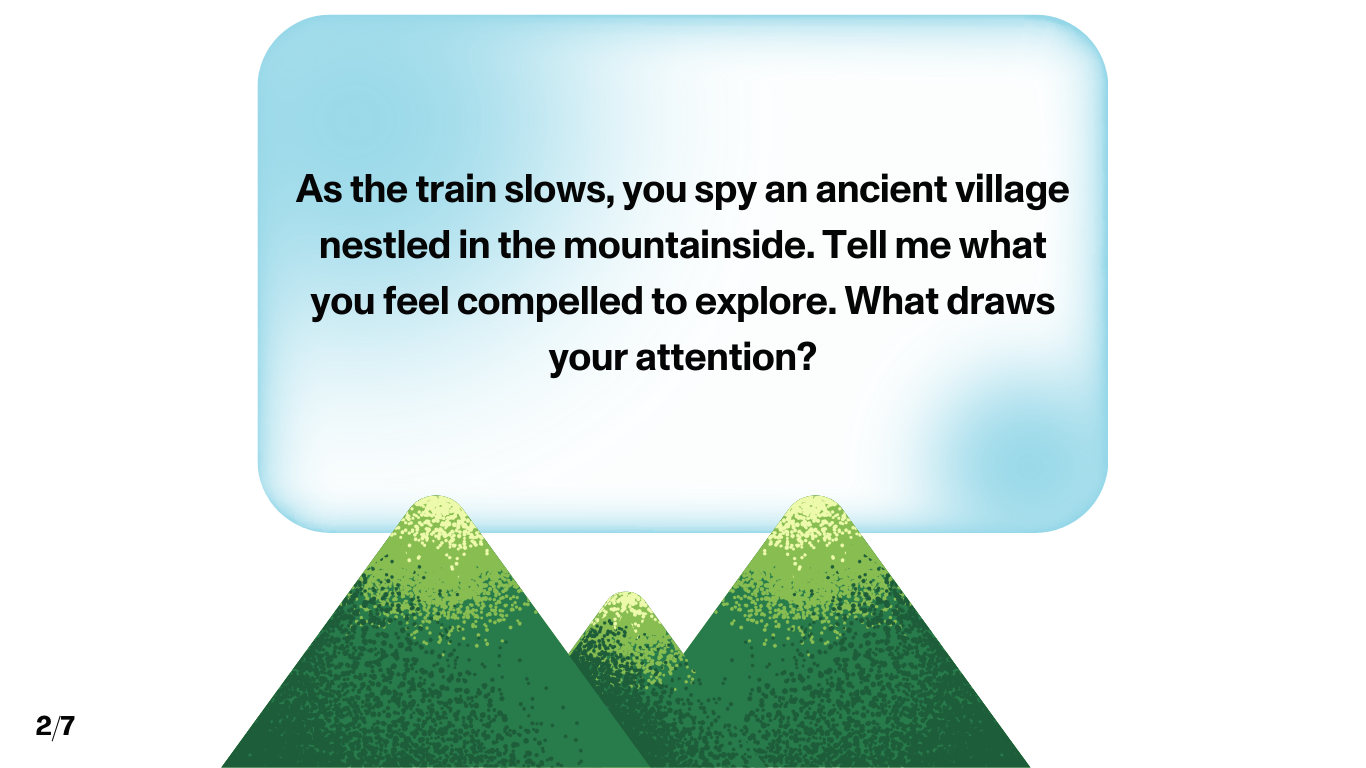 As the train slows, you spy an ancient village
nestled in the mountainside. Tell me what
you feel compelled to explore. What draws
your attention?
2/7